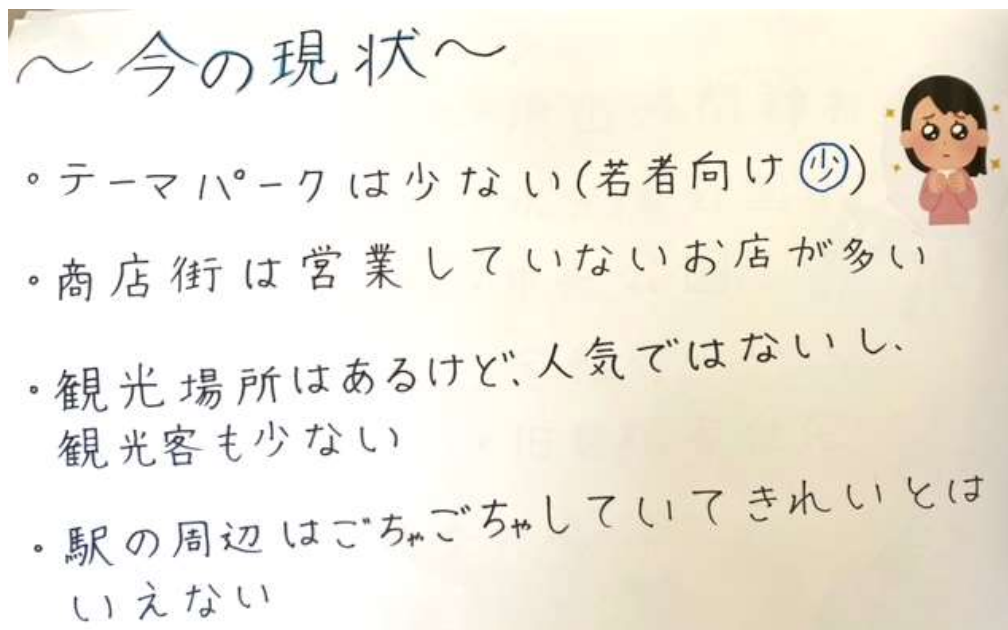 ～今の現状～
・テーマパークは少ない(若者向け少)
・商店街は営業していないお店が多い
・観光場所はあるけど、人気ではないし、
観光客も少ない
・駅の周辺はごちゃごちゃしていてきれいとは
いえない